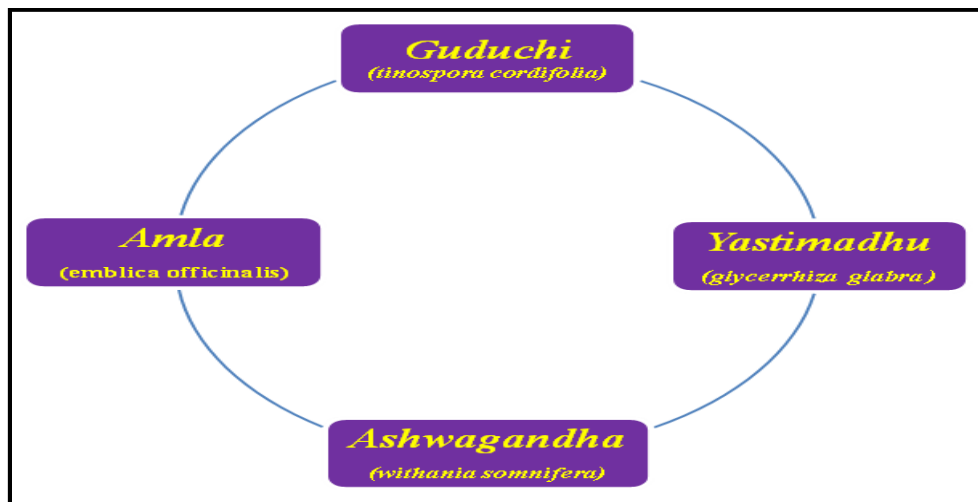 Guduchi
(tinospora cordifolia)
Amla
(emblica officinalis)
Yastimadhu
(glycerrhiza glabra )
Ashwagandha
(withania somnifera)